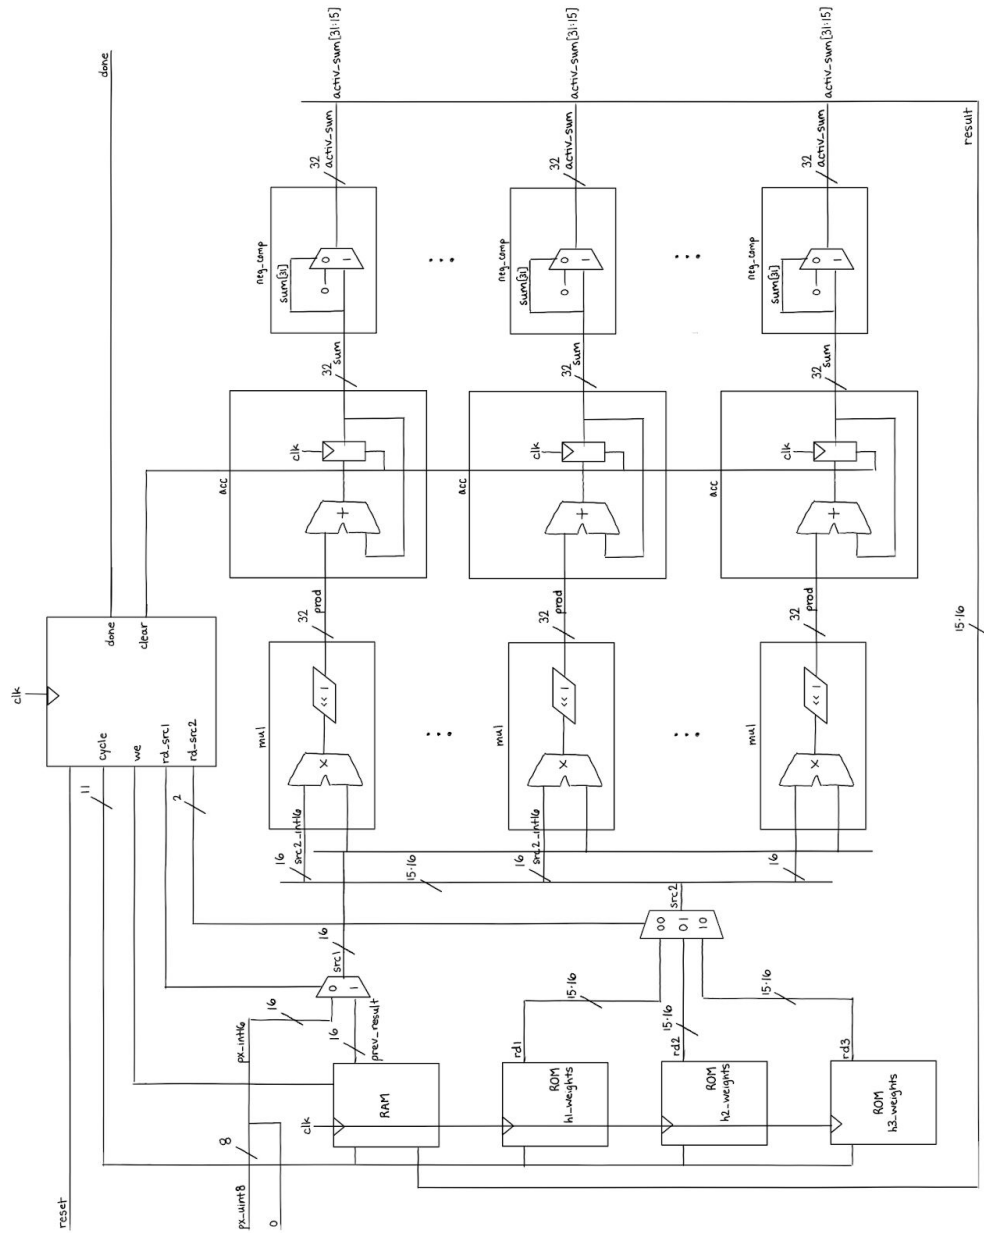 reset
clk
done
done
clear
cycle
we
rd_src1
rd_src2
11
2
px_uint8
8
0
px_int16
16
16
prev_result
0
1
src1
16
RAM
clk
ROM
h1_weights
rd1
15·16
ROM
h2_weights
rd2
15·16
ROM
h3_weights
rd3
15·16
00
01
10
src2
15·16
16
src2_int16
mul
×
<< 1
32
prod
acc
+
clk
32
sum
neg_comp
sum[31]
0
0
1
32
activ_sum
activ_sum[31:15]
...
...
16
src2_int16
mul
×
<< 1
32
prod
acc
+
clk
32
sum
neg_comp
sum[31]
0
0
1
32
activ_sum
activ_sum[31:15]
...
...
16
mul
×
<< 1
32
prod
acc
+
clk
32
sum
neg_comp
sum[31]
0
0
1
32
activ_sum
activ_sum[31:15]
15·16
result